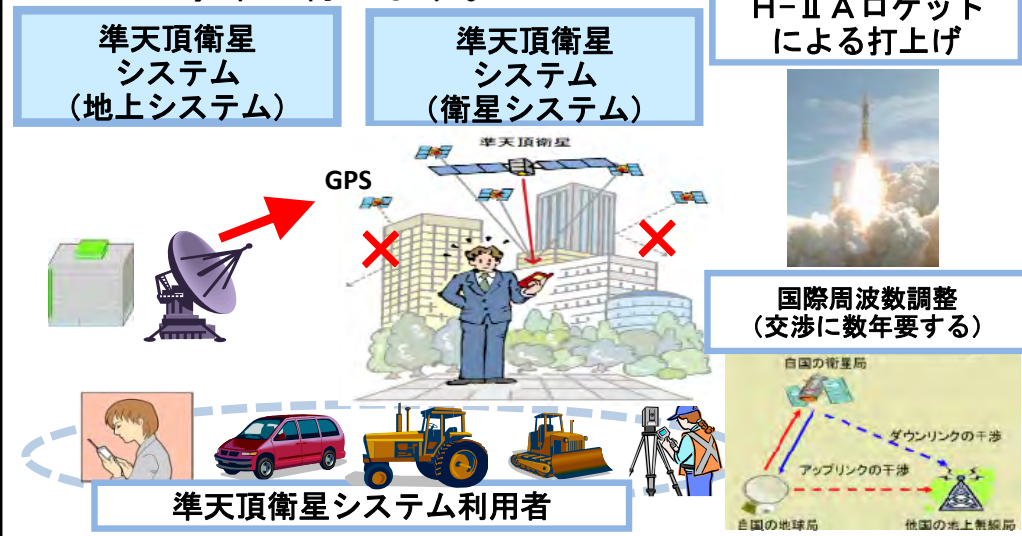 準天頂衛星
システム
（地上システム）
準天頂衛星
システム
（衛星システム）
H-ⅡAロケット
による打上げ
準天頂衛星
GPS
国際周波数調整
（交渉に数年要する）
自国の衛星局
ダウンリンクの干渉
アップリンクの干渉
自国の地球局
他国の地上無線局
準天頂衛星システム利用者